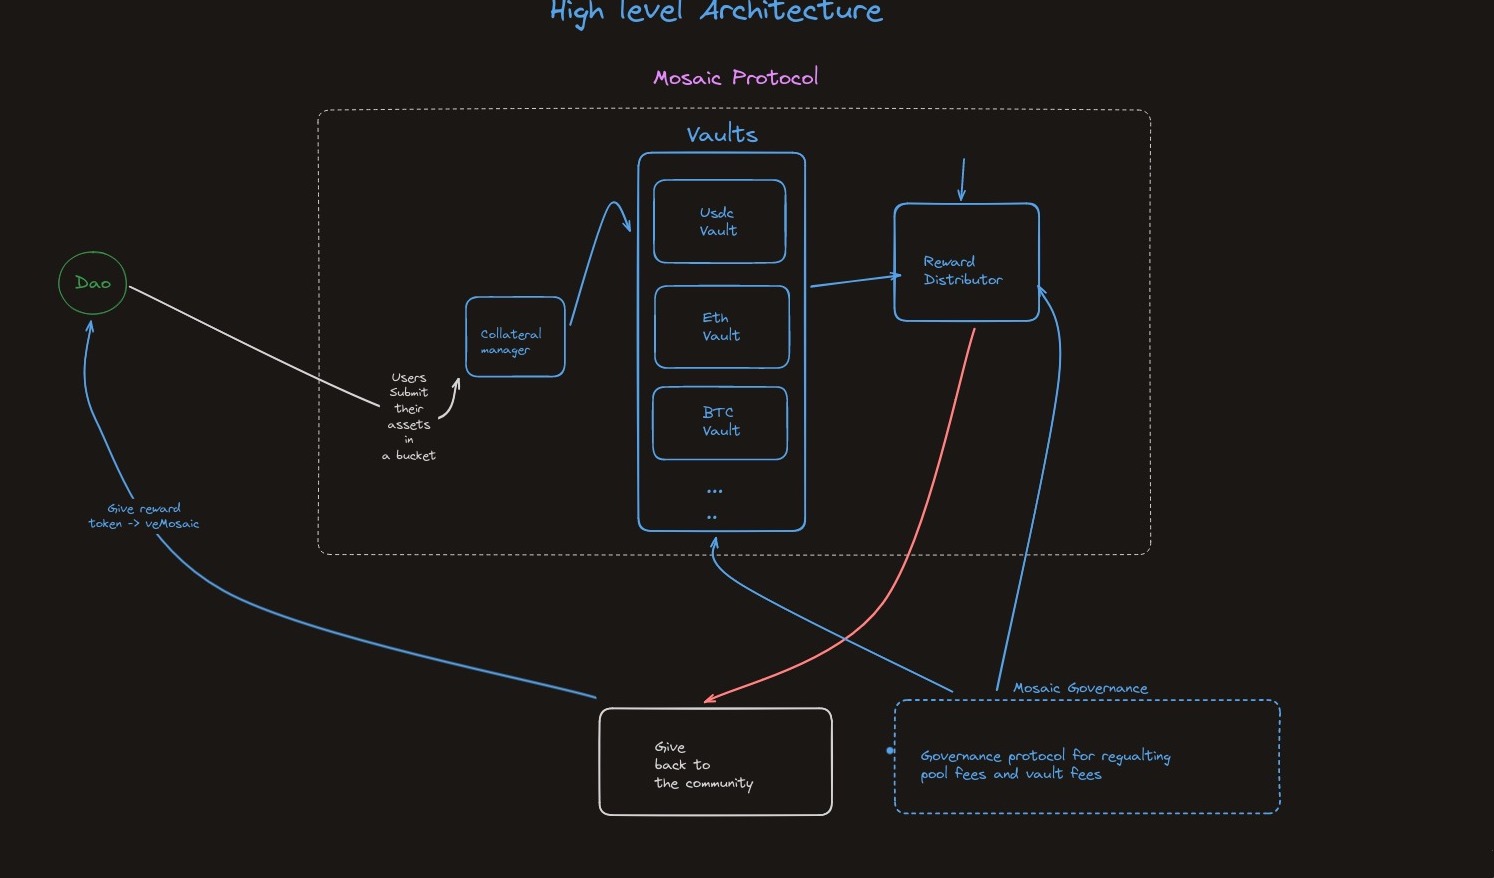 High level Architecture
Mosaic Protocol
Vaults
Usdc
Vault
Reward
Distributor
Dao
Eth
Vault
Collateral
manager
Users
Submit
their
assets
in
a bucket
BTC
Vault
...
..
Give reward
token -> veMosaic
Mosaic Governance
Give
back to
the community
Governance protocol for regualting
pool fees and vault fees